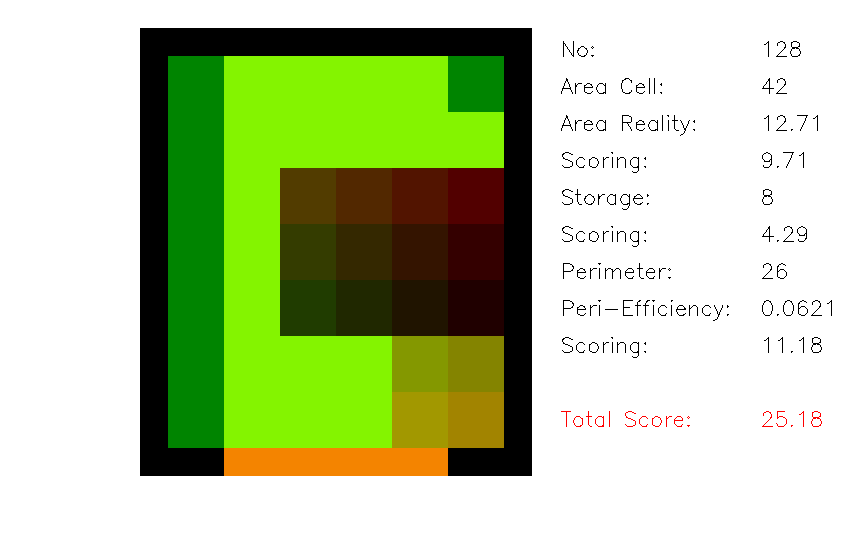 No: 128
Area Cell: 42
Area Reality: 12.71
Scoring: 9.71
Storage: 8
Scoring: 4.29
Perimeter: 26
Peri-Efficiency: 0.0621
Scoring: 11.18
Total Score: 25.18